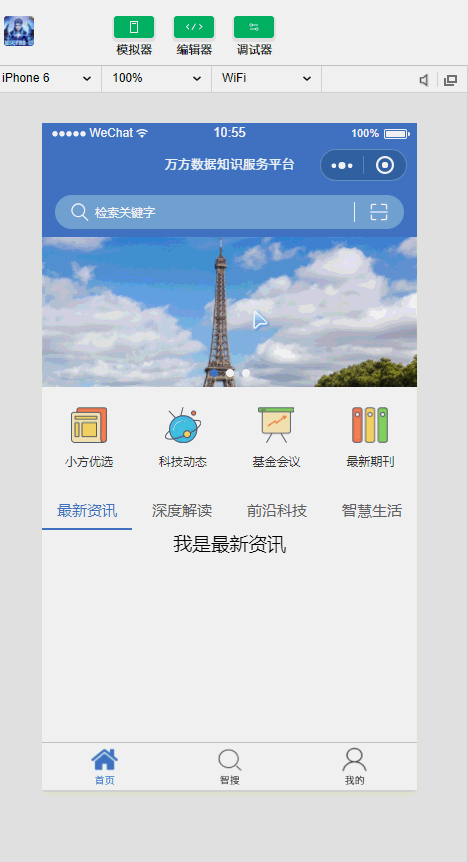 模拟器 编辑器 调试器
iPhone 6 100% WiFi
WeChat 10:55 100%
万方数据知识服务平台
检索关键字
小方优选 科技动态 基金会议 最新期刊
最新资讯 深度解读 前沿科技 智慧生活
我是最新资讯
首页 智搜 我的